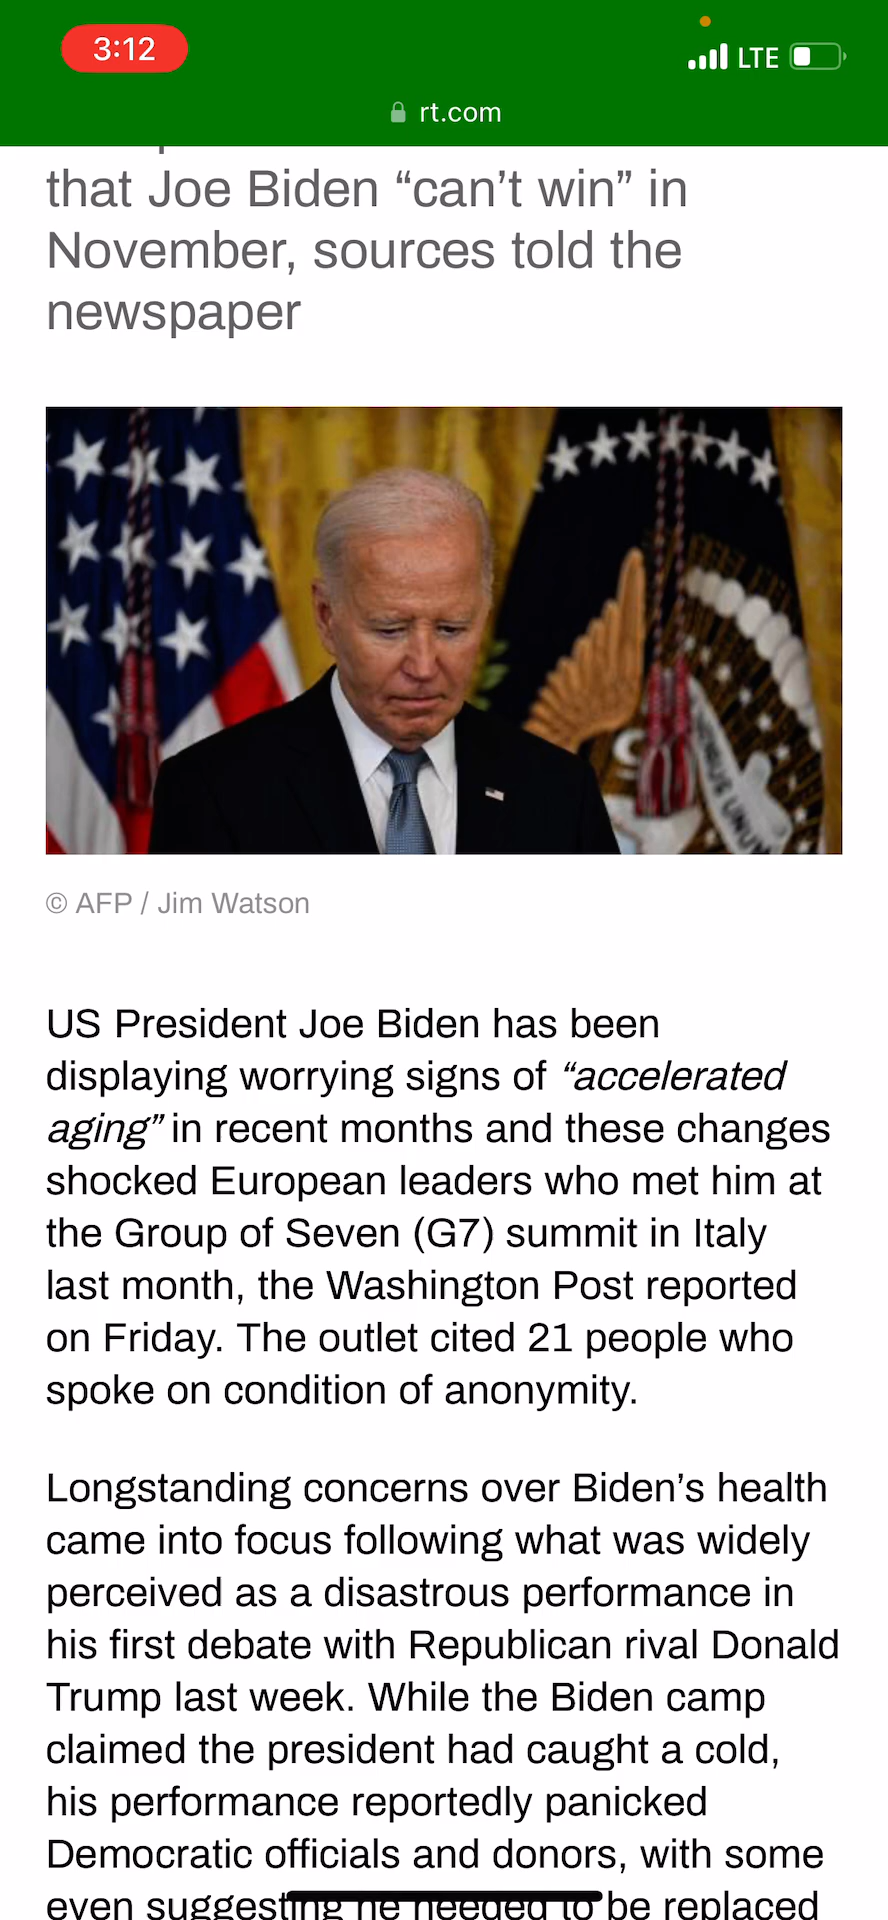 3:12
LTE
rt.com
that Joe Biden “can’t win” in
November, sources told the
newspaper
© AFP / Jim Watson
US President Joe Biden has been
displaying worrying signs of “accelerated
aging” in recent months and these changes
shocked European leaders who met him at
the Group of Seven (G7) summit in Italy
last month, the Washington Post reported
on Friday. The outlet cited 21 people who
spoke on condition of anonymity.
Longstanding concerns over Biden’s health
came into focus following what was widely
perceived as a disastrous performance in
his first debate with Republican rival Donald
Trump last week. While the Biden camp
claimed the president had caught a cold,
his performance reportedly panicked
Democratic officials and donors, with some
even suggesting he needed to be replaced